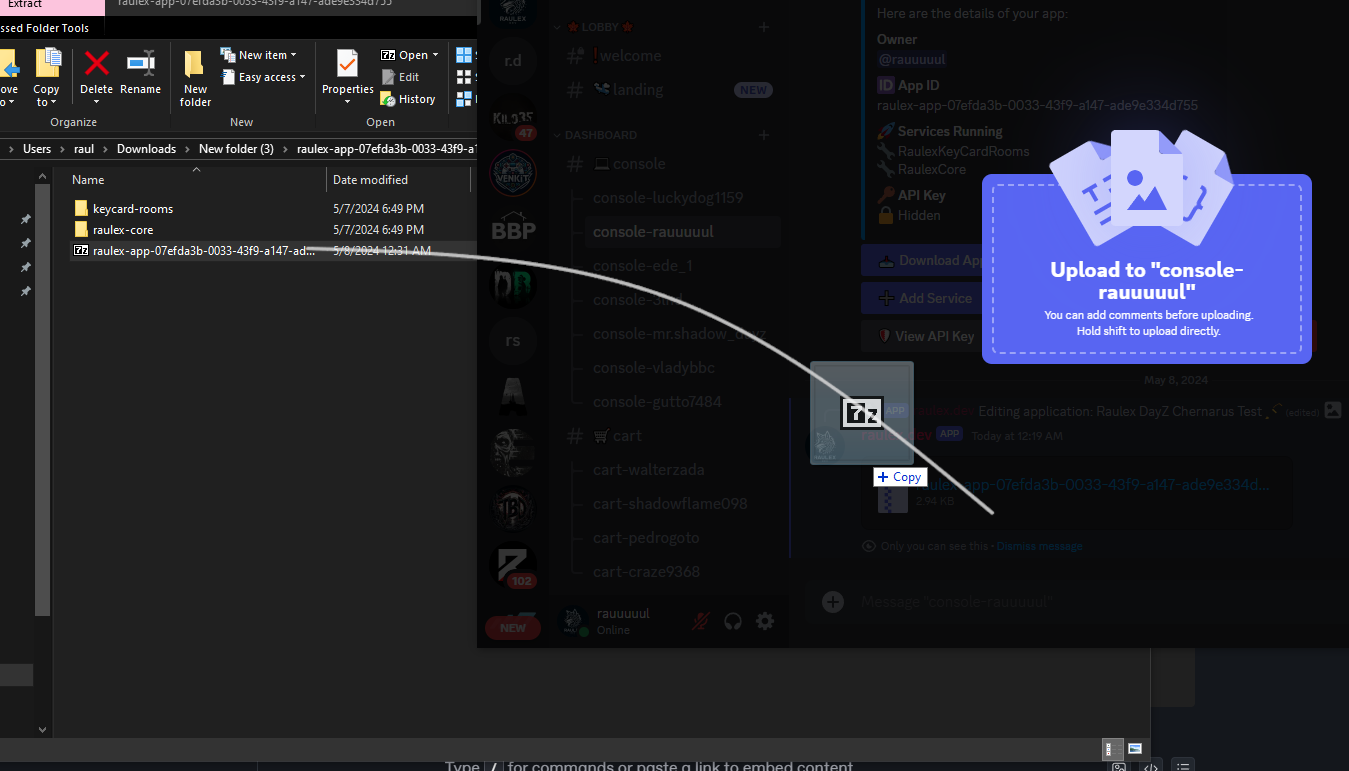 Extract
raulex-app-07efda3b-0033-43f9-a147-ade9e334d755
ssed Folder Tools
ove
o
Copy
to
Delete
Rename
New
folder
New item
Easy access
Properties
Open
Edit
History
Organize
New
Open
Users
raul
Downloads
New folder (3)
raulex-app-07efda3b-0033-43f9-a1
Name
Date modified
keycard-rooms
5/7/2024 6:49 PM
raulex-core
5/7/2024 6:49 PM
7z
raulex-app-07efda3b-0033-43f9-a147-ad...
5/8/2024 12:31 AM
RAULEX
r.d
47
VENKIT
BBP
rs
102
NEW
LOBBY
welcome
landing
NEW
DASHBOARD
console
console-luckydog1159
console-rauuuuul
console-ede_1
console-mr.shadow_dayz
console-vladybbc
console-gutto7484
cart
cart-walterzada
cart-shadowflame098
cart-pedrogoto
cart-craze9368
rauuuuul
Online
Here are the details of your app:
Owner
@rauuuuul
ID App ID
raulex-app-07efda3b-0033-43f9-a147-ade9e334d755
Services Running
RaulexKeyCardRooms
RaulexCore
API Key
Hidden
Download App
Add Service
View API Key
Upload to "console-
rauuuuul"
You can add comments before uploading.
Hold shift to upload directly.
May 8, 2024
APP
Editing application: Raulex DayZ Chernarus Test
(edited)
7z
APP
Today at 12:19 AM
+ Copy
raulex-app-07efda3b-0033-43f9-a147-ade9e334d...
2.94 KB
Only you can see this • Dismiss message
Message "console-rauuuuul"
Type / for commands or paste a link to embed content